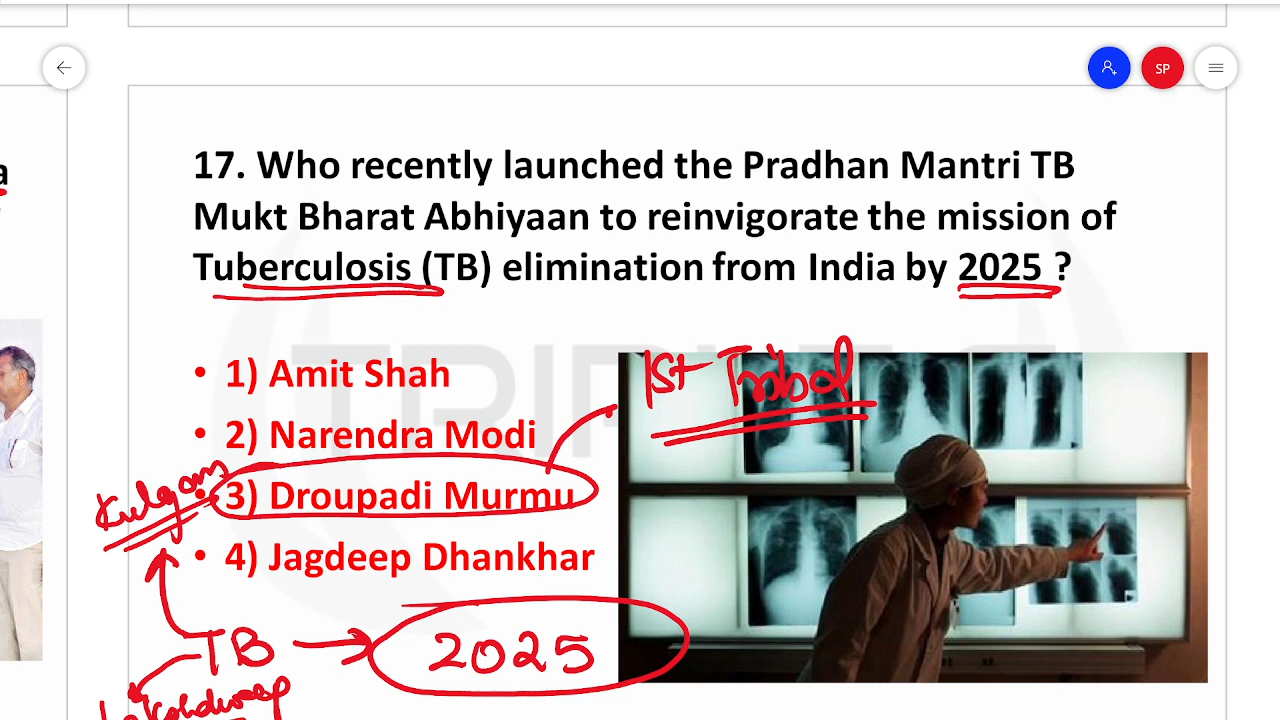 SP
a
17. Who recently launched the Pradhan Mantri TB
Mukt Bharat Abhiyaan to reinvigorate the mission of
Tuberculosis (TB) elimination from India by 2025 ?
1st Tribal
• 1) Amit Shah
• 2) Narendra Modi
Kulgam
3) Droupadi Murmu
• 4) Jagdeep Dhankhar
TB → 2025